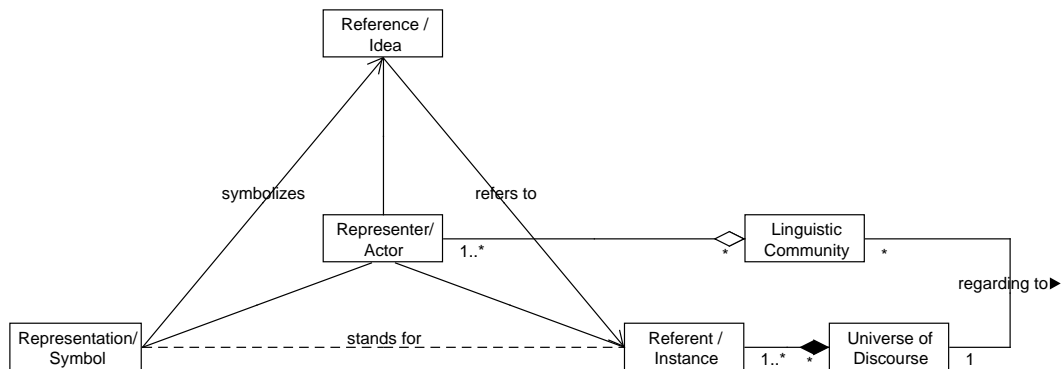 Reference /
Idea
symbolizes
refers to
Representer/
Actor
1..*
*
Linguistic
Community
*
regarding to
Representation/
Symbol
stands for
Referent /
Instance
1..*
*
Universe of
Discourse
1